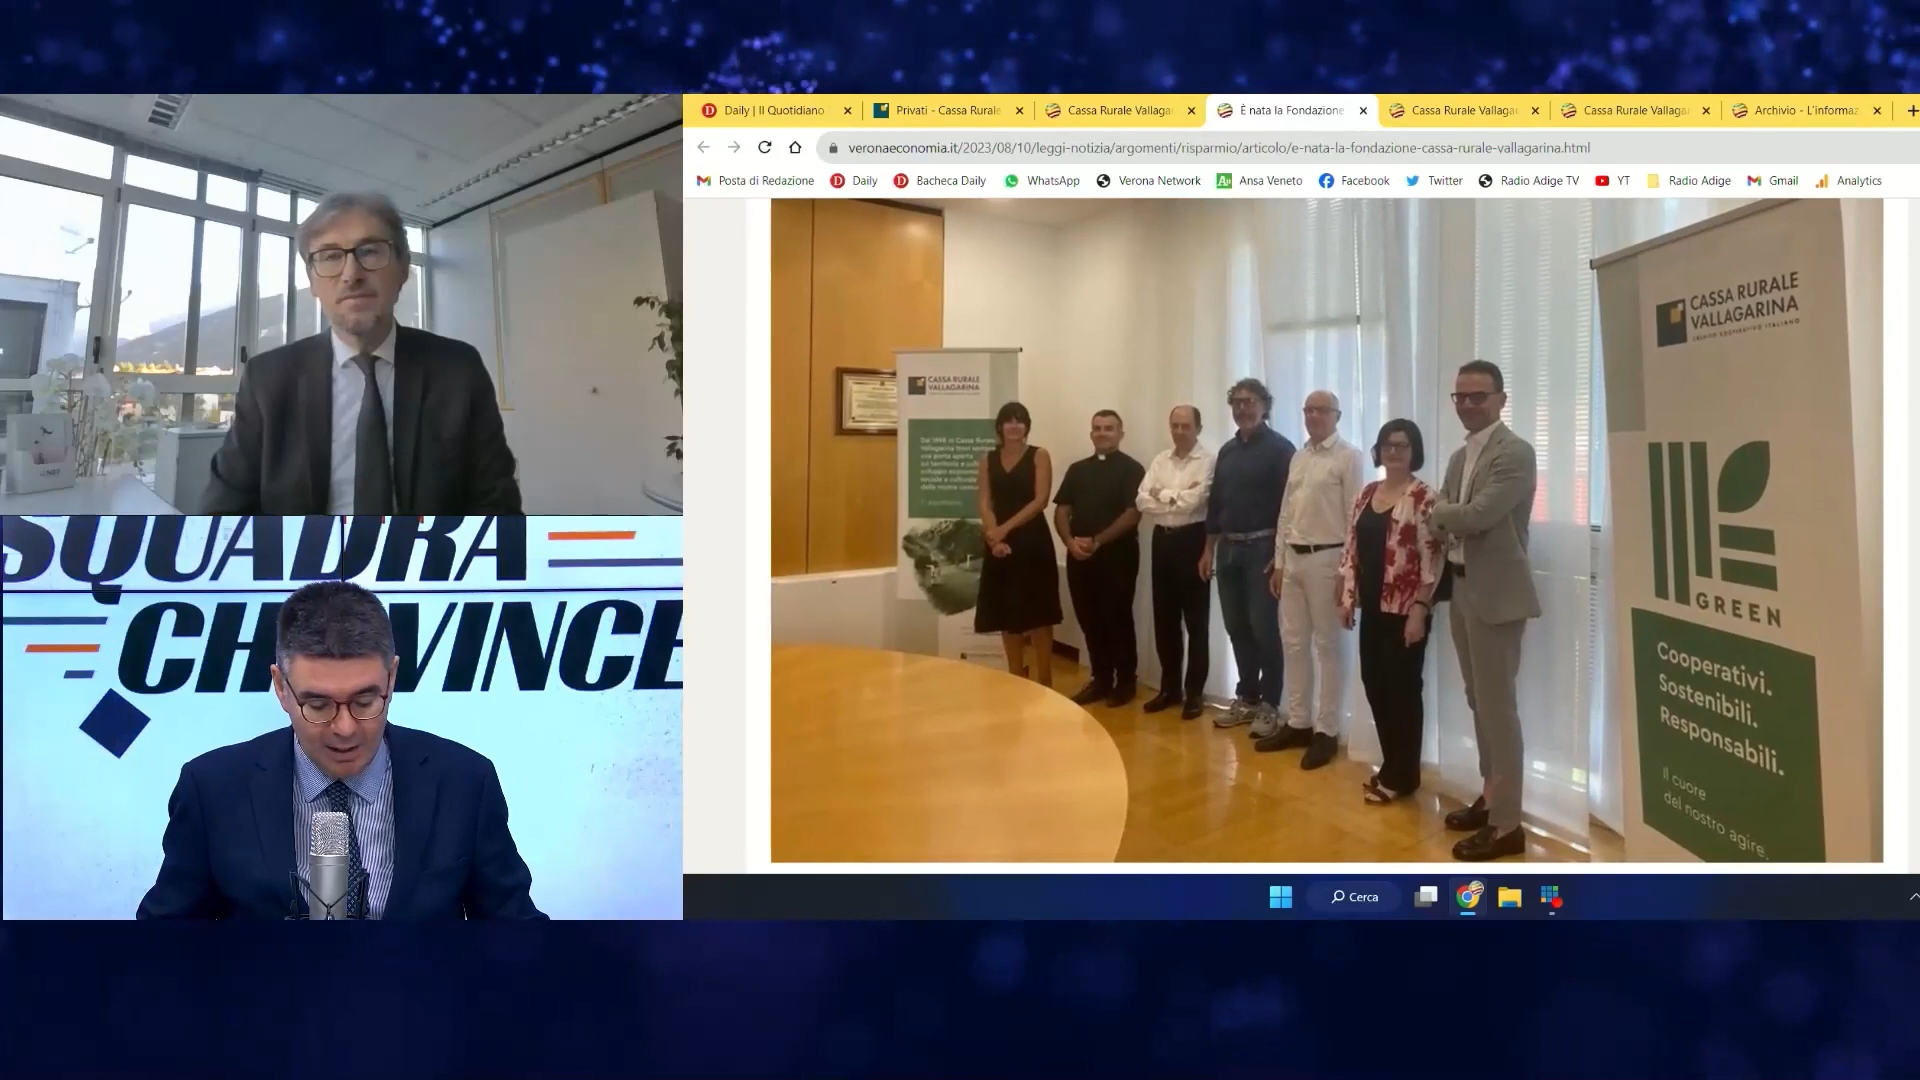 Daily | Il Quotidiano
Privati - Cassa Rurale
Cassa Rurale Vallaga
È nata la Fondazione
Cassa Rurale Vallaga
Cassa Rurale Vallaga
Archivio - L'informaz
veronaeconomia.it/2023/08/10/leggi-notizia/argomenti/risparmio/articolo/e-nata-la-fondazione-cassa-rurale-vallagarina.html
Posta di Redazione
Daily
Bacheca Daily
WhatsApp
Verona Network
Ansa Veneto
Facebook
Twitter
Radio Adige TV
YT
Radio Adige
Gmail
Analytics
CASSA RURALE
VALLAGARINA
CREDITO COOPERATIVO ITALIANO
GREEN
Cooperativi.
Sostenibili.
Responsabili.
Il cuore
del nostro agire.
CASSA RURALE
VALLAGARINA
SQUADRA
CH VINCE
Cerca